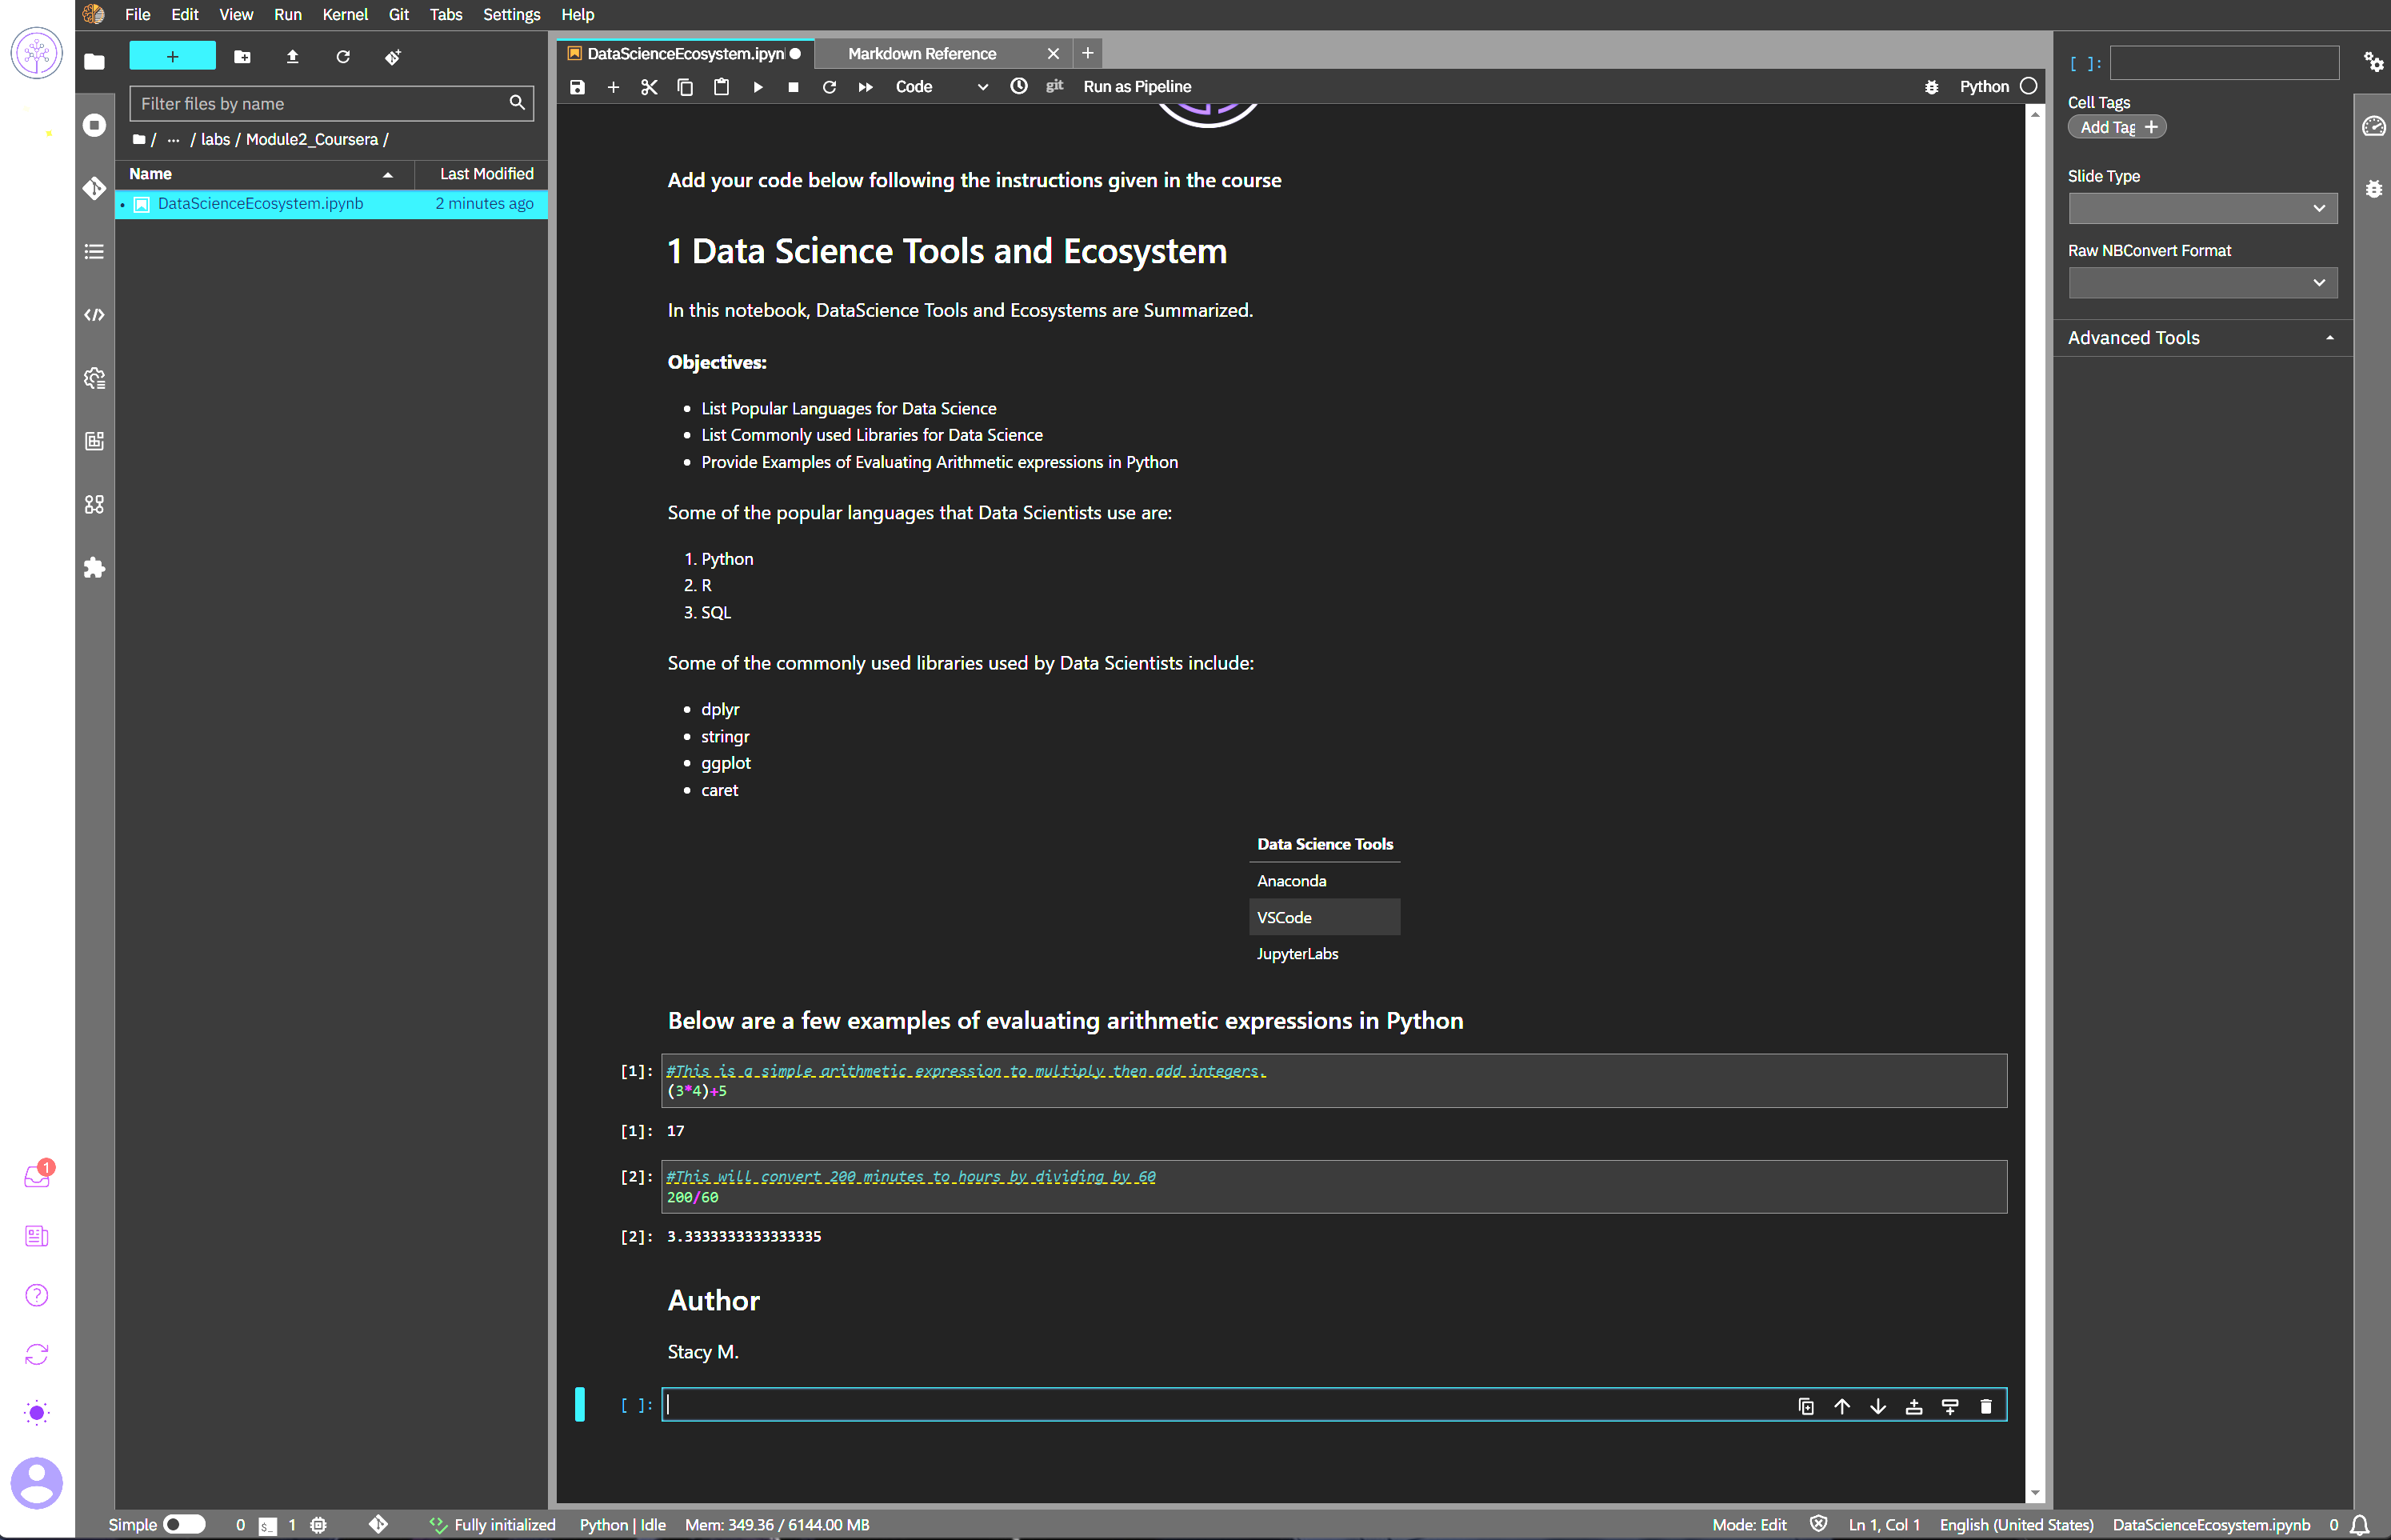 File Edit View Run Kernel Git Tabs Settings Help
+
Filter files by name
/ ... / labs / Module2_Coursera /
Name Last Modified
DataScienceEcosystem.ipynb 2 minutes ago
DataScienceEcosystem.ipyn Markdown Reference
Code git Run as Pipeline Python
Add your code below following the instructions given in the course
1 Data Science Tools and Ecosystem
In this notebook, DataScience Tools and Ecosystems are Summarized.
Objectives:
• List Popular Languages for Data Science
• List Commonly used Libraries for Data Science
• Provide Examples of Evaluating Arithmetic expressions in Python
Some of the popular languages that Data Scientists use are:
1. Python
2. R
3. SQL
Some of the commonly used libraries used by Data Scientists include:
• dplyr
• stringr
• ggplot
• caret
Data Science Tools
Anaconda
VSCode
JupyterLabs
Below are a few examples of evaluating arithmetic expressions in Python
[1]: #This is a simple arithmetic expression to multiply then add integers.
(3*4)+5
[1]: 17
[2]: #This will convert 200 minutes to hours by dividing by 60
200/60
[2]: 3.3333333333333335
Author
Stacy M.
[ ]:
[ ]:
Cell Tags
Add Tag +
Slide Type
Raw NBConvert Format
Advanced Tools
1
Simple 0 $_ 1 Fully initialized Python | Idle Mem: 349.36 / 6144.00 MB Mode: Edit Ln 1, Col 1 English (United States) DataScienceEcosystem.ipynb 0